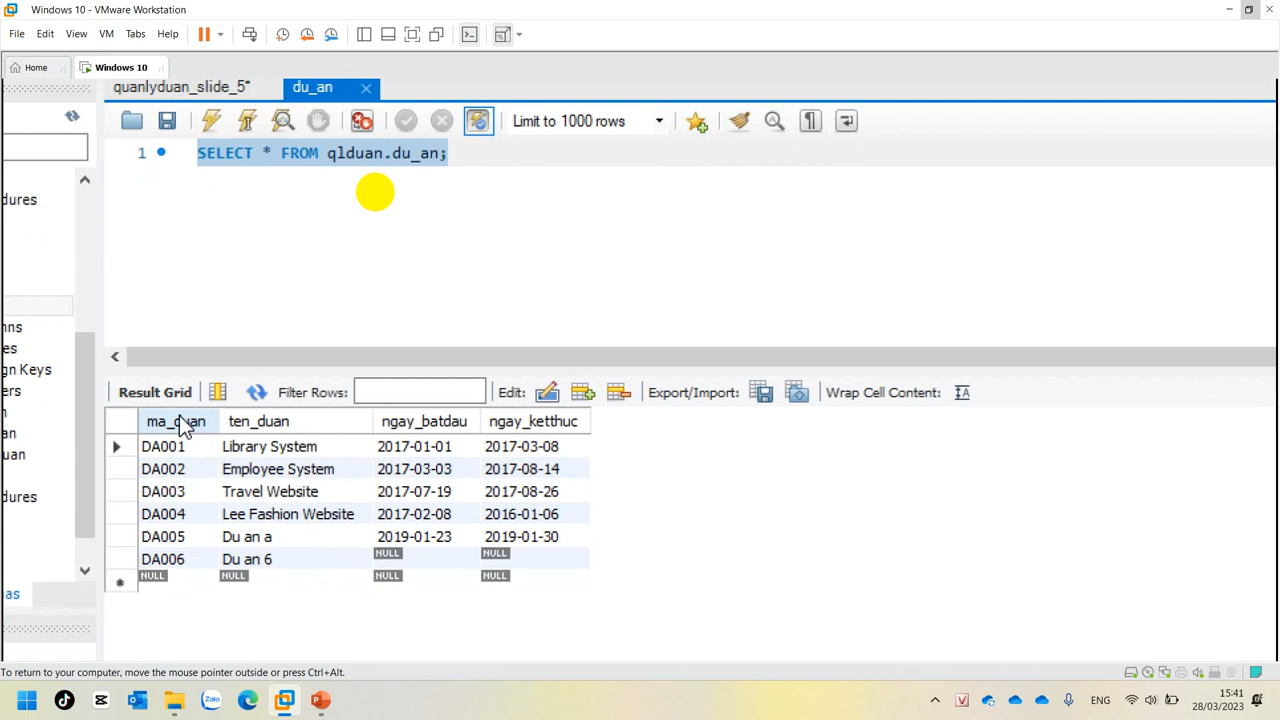 Windows 10 - VMware Workstation
File Edit View VM Tabs Help
Home Windows 10
quanlyduan_slide_5* du_an
Limit to 1000 rows
1 SELECT * FROM qlduan.du_an;
dures
nns
es
gn Keys
ers
n
an
uan
dures
as
Result Grid Filter Rows: Edit: Export/Import: Wrap Cell Content:
ma_duan ten_duan ngay_batdau ngay_ketthuc
DA001 Library System 2017-01-01 2017-03-08
DA002 Employee System 2017-03-03 2017-08-14
DA003 Travel Website 2017-07-19 2017-08-26
DA004 Lee Fashion Website 2017-02-08 2016-01-06
DA005 Du an a 2019-01-23 2019-01-30
DA006 Du an 6 NULL NULL
NULL NULL NULL NULL
To return to your computer, move the mouse pointer outside or press Ctrl+Alt.
Zalo ENG 15:41
28/03/2023